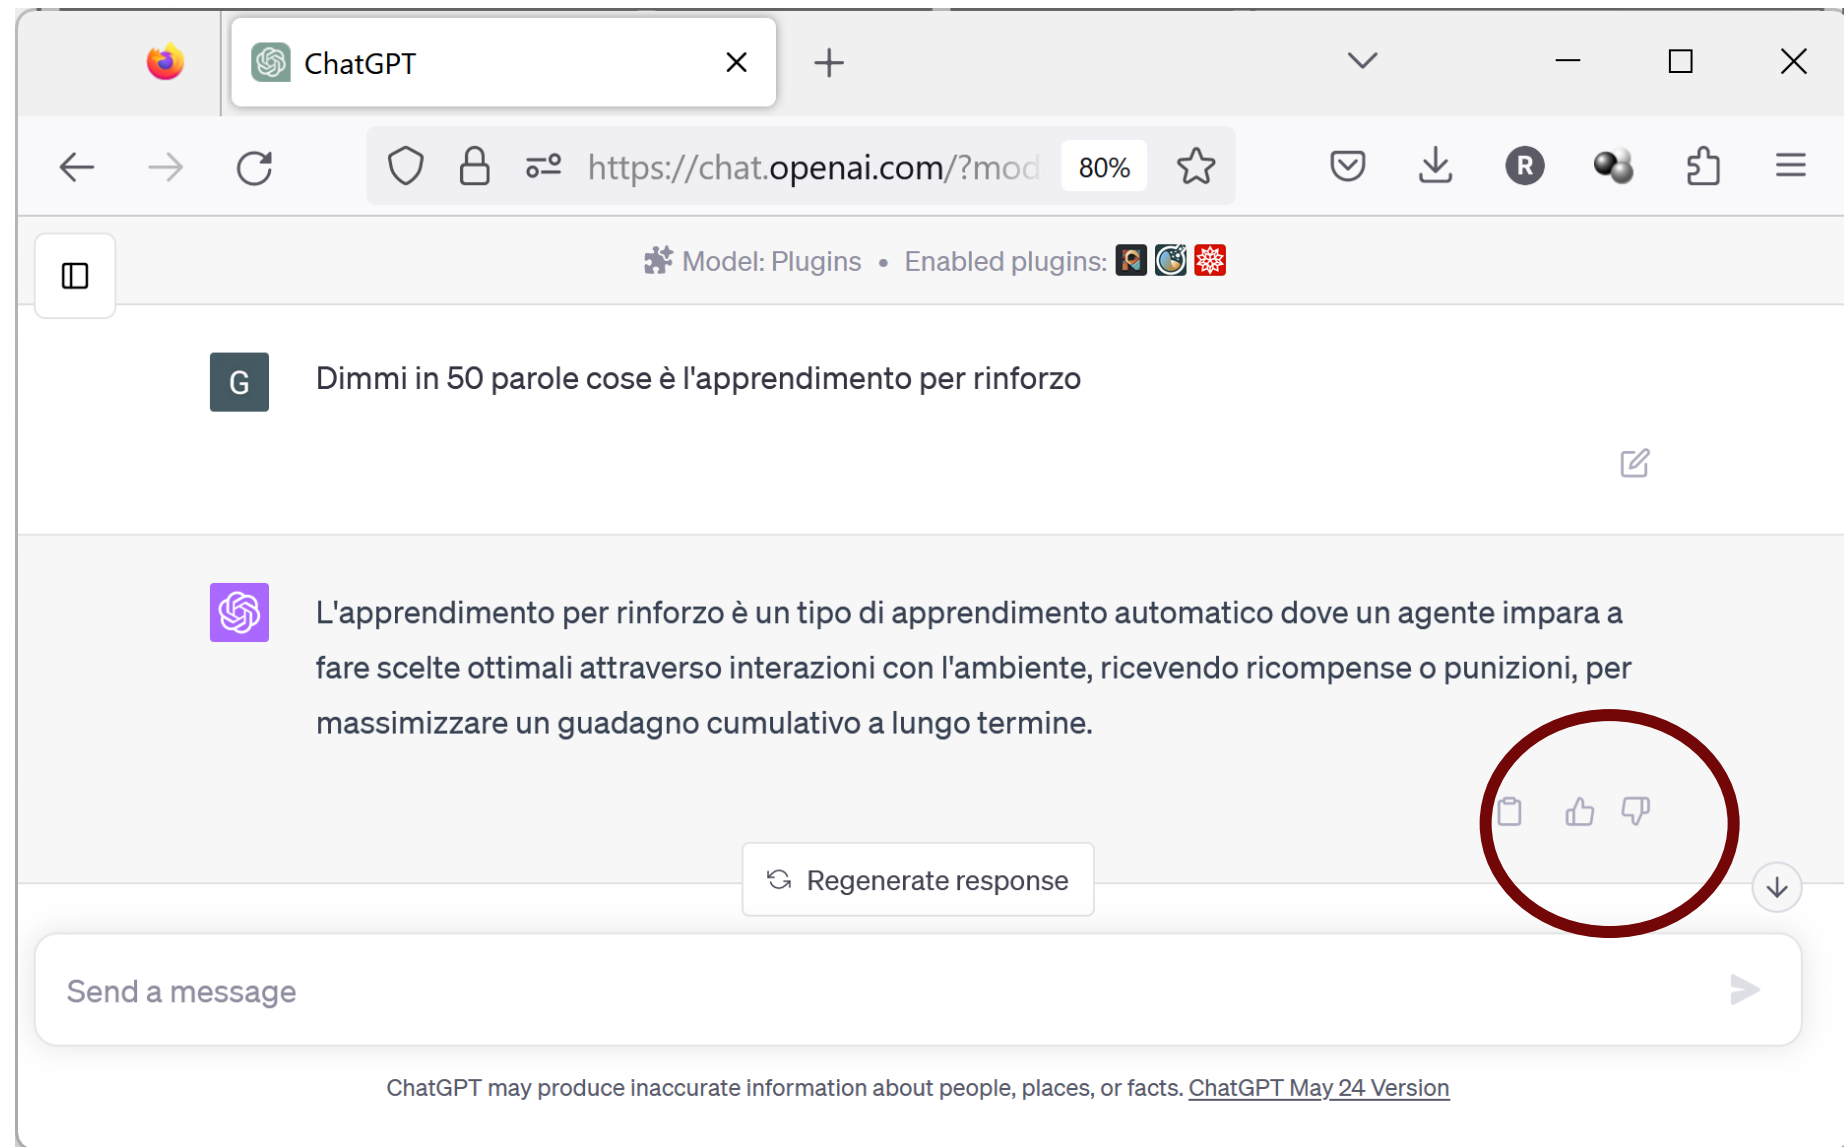 ChatGPT
https://chat.openai.com/?mod
80%
R
Model: Plugins • Enabled plugins:
G
Dimmi in 50 parole cose è l'apprendimento per rinforzo
L'apprendimento per rinforzo è un tipo di apprendimento automatico dove un agente impara a
fare scelte ottimali attraverso interazioni con l'ambiente, ricevendo ricompense o punizioni, per
massimizzare un guadagno cumulativo a lungo termine.
Regenerate response
Send a message
ChatGPT may produce inaccurate information about people, places, or facts. ChatGPT May 24 Version